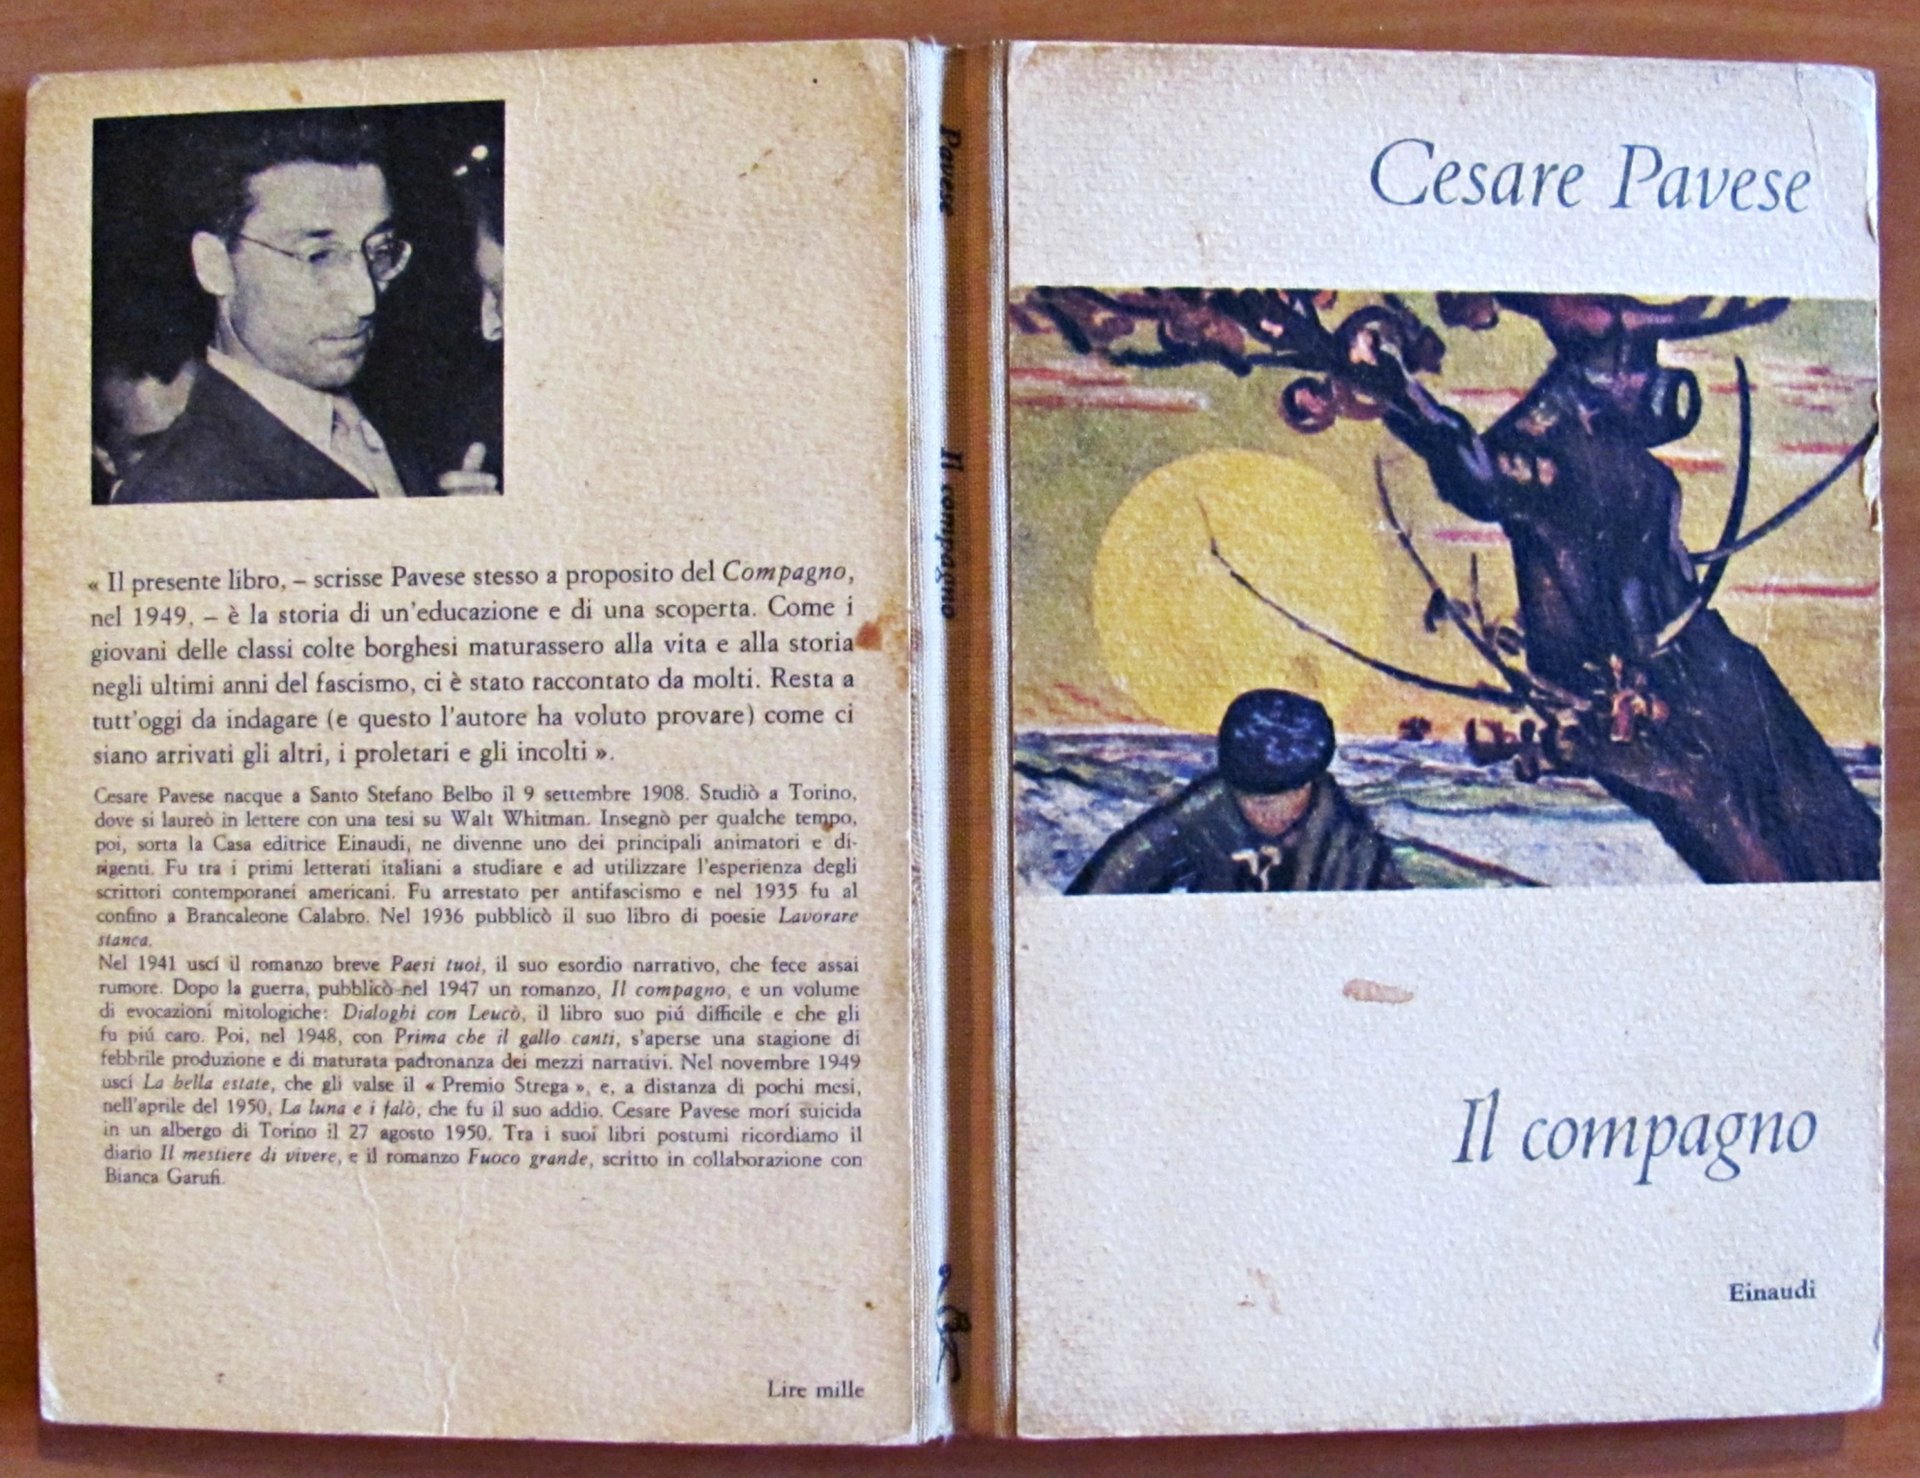 « Il presente libro, – scrisse Pavese stesso a proposito del Compagno,
nel 1949, – è la storia di un'educazione e di una scoperta. Come i
giovani delle classi colte borghesi maturassero alla vita e alla storia
negli ultimi anni del fascismo, ci è stato raccontato da molti. Resta a
tutt'oggi da indagare (e questo l'autore ha voluto provare) come ci
siano arrivati gli altri, i proletari e gli incolti ».
Cesare Pavese nacque a Santo Stefano Belbo il 9 settembre 1908. Studiò a Torino,
dove si laureò in lettere con una tesi su Walt Whitman. Insegnò per qualche tempo,
poi, sorta la Casa editrice Einaudi, ne divenne uno dei principali animatori e di-
rigenti. Fu tra i primi letterati italiani a studiare e ad utilizzare l'esperienza degli
scrittori contemporanei americani. Fu arrestato per antifascismo e nel 1935 fu al
confino a Brancaleone Calabro. Nel 1936 pubblicò il suo libro di poesie Lavorare
stanca.
Nel 1941 uscí il romanzo breve Paesi tuoi, il suo esordio narrativo, che fece assai
rumore. Dopo la guerra, pubblicò nel 1947 un romanzo, Il compagno, e un volume
di evocazioni mitologiche: Dialoghi con Leucò, il libro suo piú difficile e che gli
fu piú caro. Poi, nel 1948, con Prima che il gallo canti, s'aperse una stagione di
febbrile produzione e di maturata padronanza dei mezzi narrativi. Nel novembre 1949
uscí La bella estate, che gli valse il « Premio Strega », e, a distanza di pochi mesi,
nell'aprile del 1950, La luna e i falò, che fu il suo addio. Cesare Pavese morí suicida
in un albergo di Torino il 27 agosto 1950. Tra i suoi libri postumi ricordiamo il
diario Il mestiere di vivere, e il romanzo Fuoco grande, scritto in collaborazione con
Bianca Garufi.
Lire mille
Pavese
Il compagno
Cesare Pavese
Il compagno
Einaudi